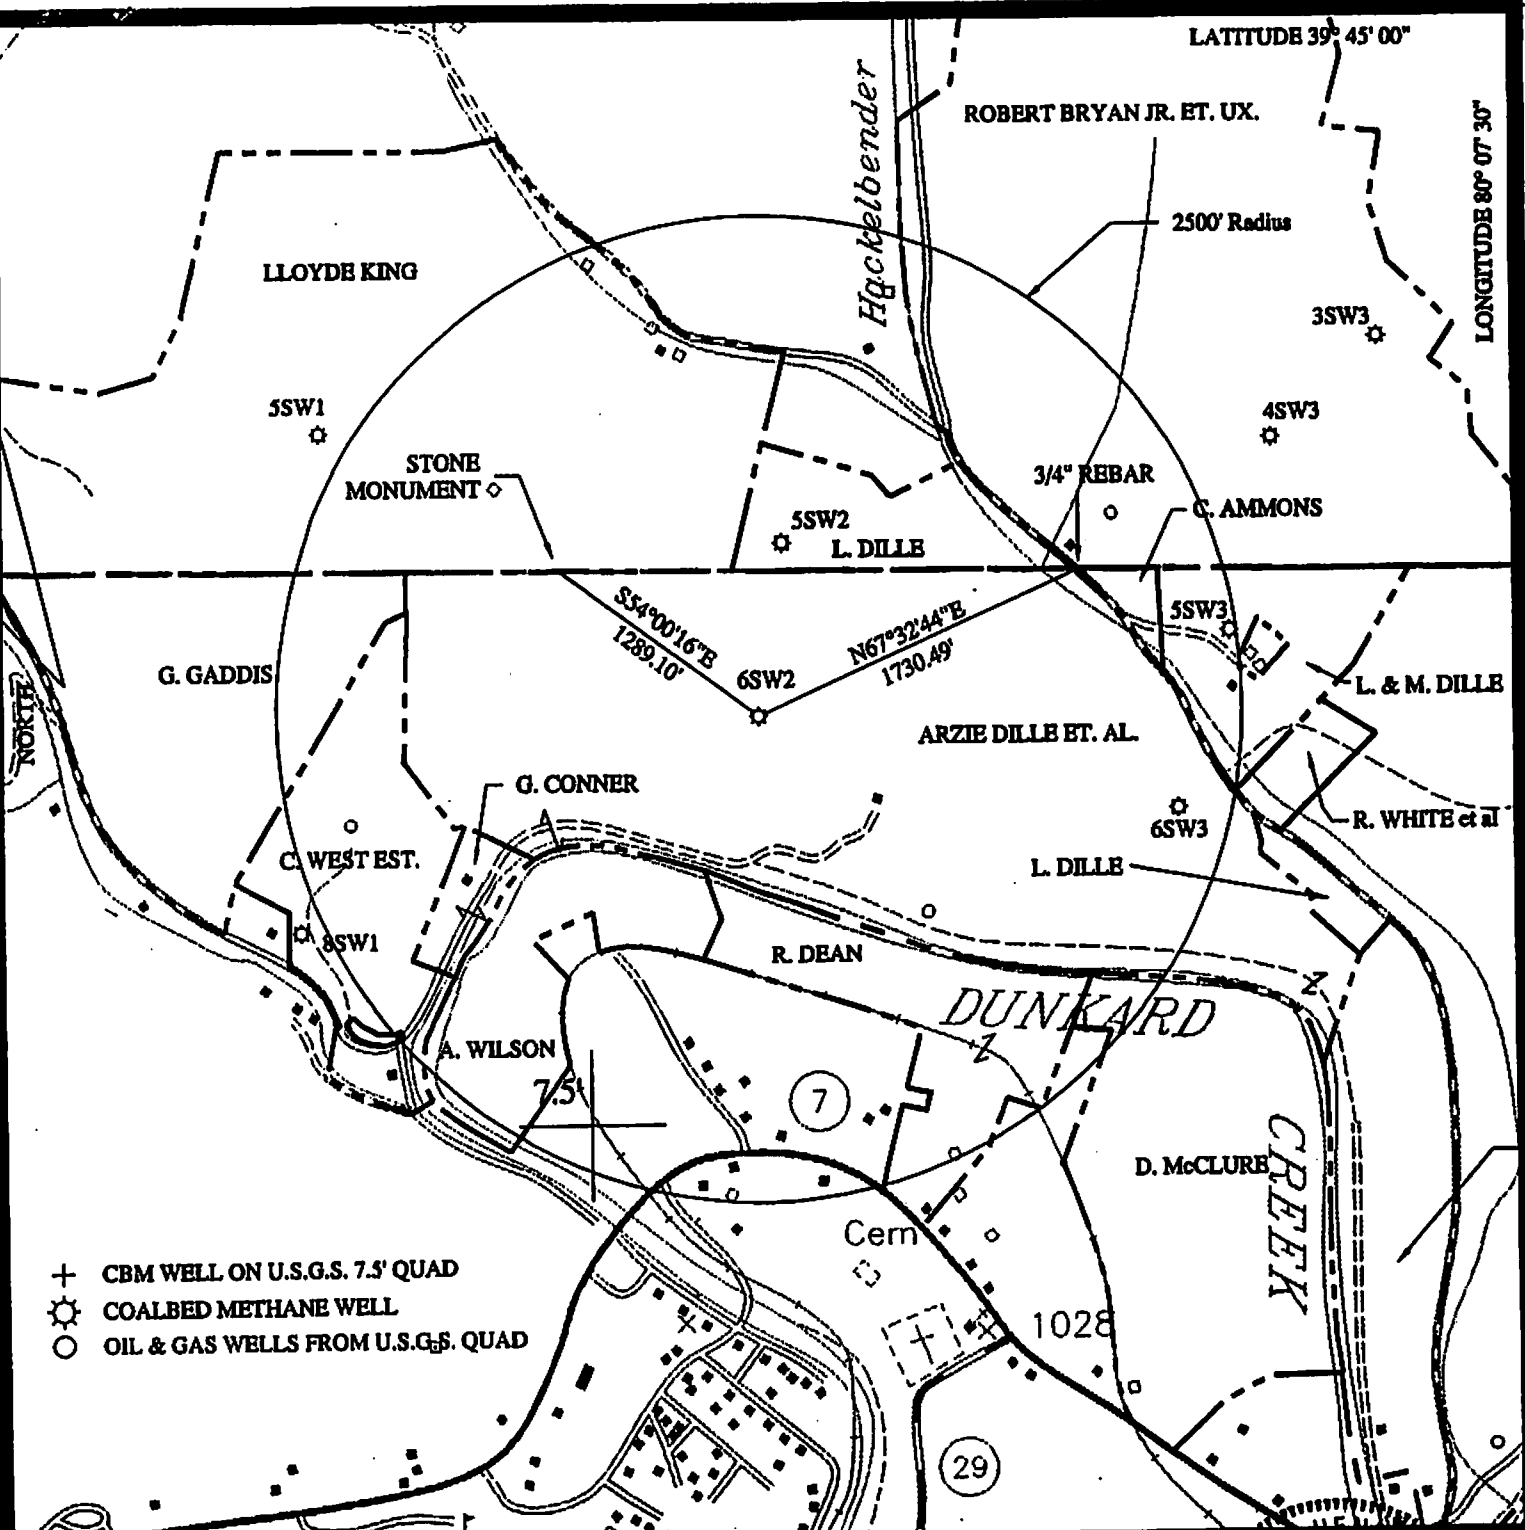 LATITUDE 39° 45' 00"
LONGITUDE 80° 07' 30"
ROBERT BRYAN JR. ET. UX.
Hackelbender
2500' Radius
LLOYDE KING
3SW3
5SW1
4SW3
STONE
MONUMENT
3/4" REBAR
C. AMMONS
5SW2
L. DILLE
S54°00'16"E
1289.10'
N67°32'44"E
1730.49'
5SW3
G. GADDIS
6SW2
L. & M. DILLE
NORTH
ARZIE DILLE ET. AL.
G. CONNER
6SW3
R. WHITE et al
C. WEST EST.
L. DILLE
8SW1
R. DEAN
DUNKARD
A. WILSON
7.5'
7
D. McCLURE
CREEK
Cem
CBM WELL ON U.S.G.S. 7.5' QUAD
COALBED METHANE WELL
OIL & GAS WELLS FROM U.S.G.S. QUAD
1028
29